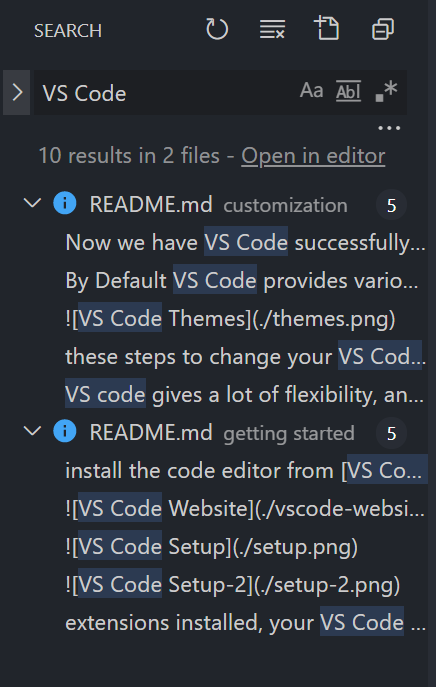 SEARCH
VS Code Aa Abl .*
...
10 results in 2 files - Open in editor
README.md customization 5
Now we have VS Code successfully...
By Default VS Code provides vario...
![VS Code Themes](./themes.png)
these steps to change your VS Cod...
VS code gives a lot of flexibility, an...
README.md getting started 5
install the code editor from [VS Co...
![VS Code Website](./vscode-websi...
![VS Code Setup](./setup.png)
![VS Code Setup-2](./setup-2.png)
extensions installed, your VS Code ...